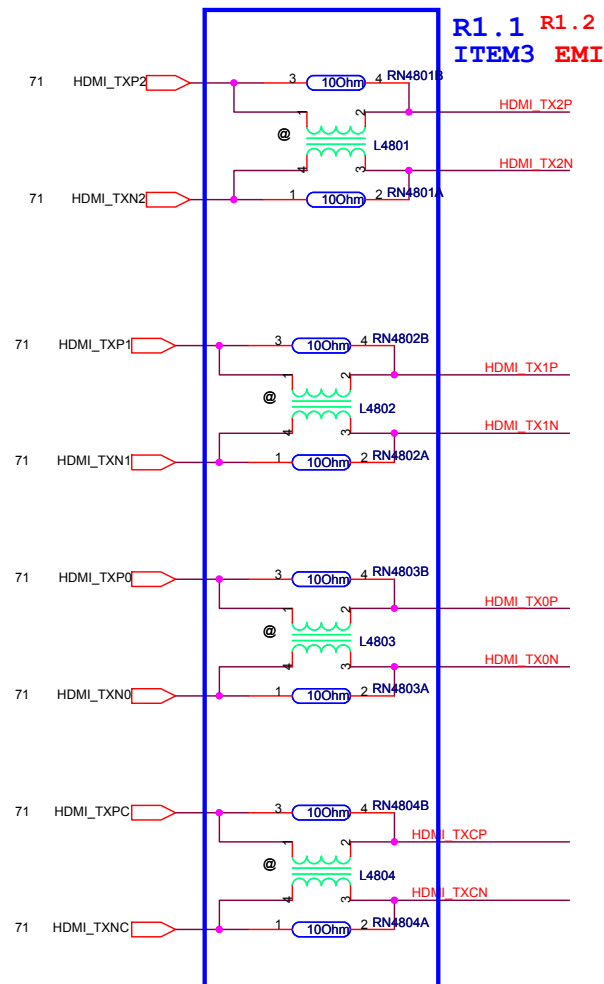 R1.1 R1.2
ITEM3 EMI
71 HDMI_TXP2 3 10Ohm 4 RN4801B
1 2 HDMI_TX2P
@ L4801
4 3 HDMI_TX2N
71 HDMI_TXN2 1 10Ohm 2 RN4801A
71 HDMI_TXP1 3 10Ohm 4 RN4802B
1 2 HDMI_TX1P
@ L4802
4 3 HDMI_TX1N
71 HDMI_TXN1 1 10Ohm 2 RN4802A
71 HDMI_TXP0 3 10Ohm 4 RN4803B
1 2 HDMI_TX0P
@ L4803
4 3 HDMI_TX0N
71 HDMI_TXN0 1 10Ohm 2 RN4803A
71 HDMI_TXPC 3 10Ohm 4 RN4804B
1 2 HDMI_TXCP
@ L4804
4 3 HDMI_TXCN
71 HDMI_TXNC 1 10Ohm 2 RN4804A